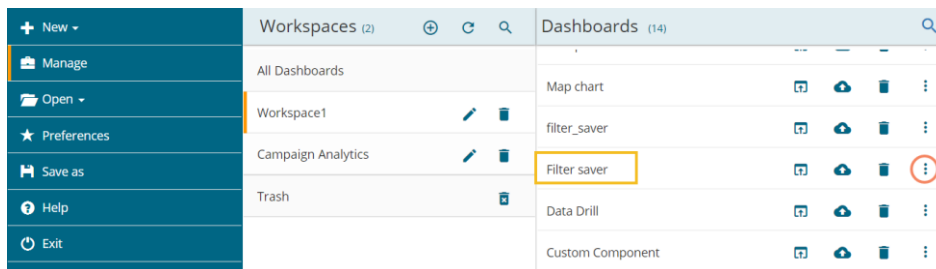 New
Manage
Open
Preferences
Save as
Help
Exit
Workspaces (2)
All Dashboards
Workspace1
Campaign Analytics
Trash
Dashboards (14)
Map chart
filter_saver
Filter saver
Data Drill
Custom Component